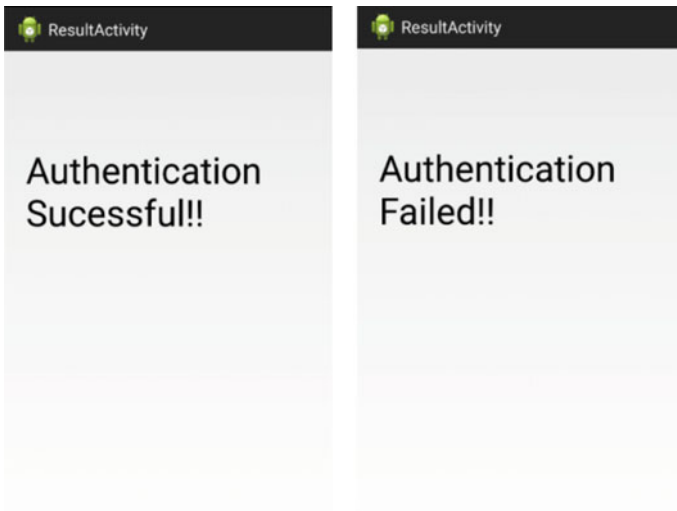 ResultActivity
Authentication
Sucessful!!
ResultActivity
Authentication
Failed!!